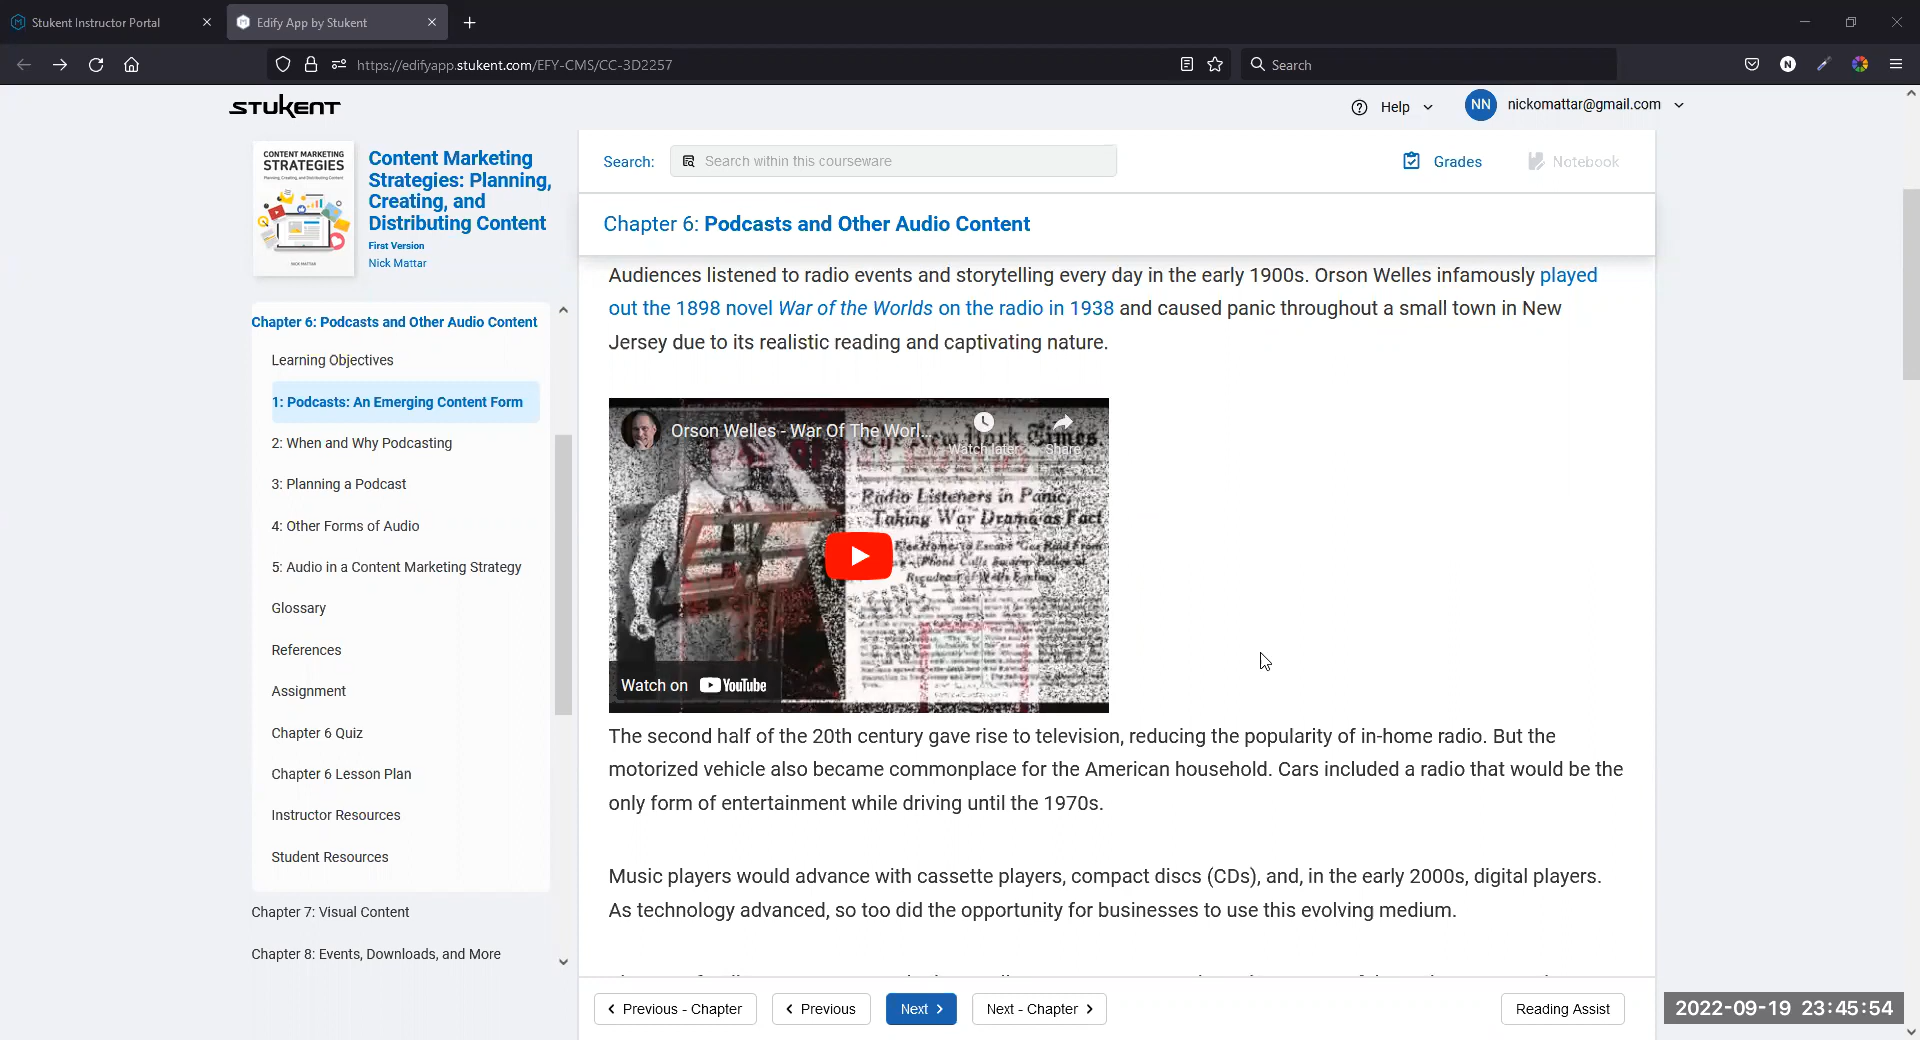 Stukent Instructor Portal
Edify App by Stukent
https://edifyapp.stukent.com/EFY-CMS/CC-3D2257
Search
N
STUKENT
Help
NN
nickomattar@gmail.com
CONTENT MARKETING
STRATEGIES
Planning, Creating, and Distributing Content
NICK MATTAR
Content Marketing
Strategies: Planning,
Creating, and
Distributing Content
First Version
Nick Mattar
Search:
Search within this courseware
Grades
Notebook
Chapter 6: Podcasts and Other Audio Content
Learning Objectives
1: Podcasts: An Emerging Content Form
2: When and Why Podcasting
3: Planning a Podcast
4: Other Forms of Audio
5: Audio in a Content Marketing Strategy
Glossary
References
Assignment
Chapter 6 Quiz
Chapter 6 Lesson Plan
Instructor Resources
Student Resources
Chapter 7: Visual Content
Chapter 8: Events, Downloads, and More
Chapter 6: Podcasts and Other Audio Content
Audiences listened to radio events and storytelling every day in the early 1900s. Orson Welles infamously played
out the 1898 novel War of the Worlds on the radio in 1938 and caused panic throughout a small town in New
Jersey due to its realistic reading and captivating nature.
Orson Welles - War Of The Worl...
Watch later
Share
Radio Listeners in Panic,
Taking War Drama as Fact
Watch on YouTube
The second half of the 20th century gave rise to television, reducing the popularity of in-home radio. But the
motorized vehicle also became commonplace for the American household. Cars included a radio that would be the
only form of entertainment while driving until the 1970s.
Music players would advance with cassette players, compact discs (CDs), and, in the early 2000s, digital players.
As technology advanced, so too did the opportunity for businesses to use this evolving medium.
Previous - Chapter
Previous
Next
Next - Chapter
Reading Assist
2022-09-19 23:45:54